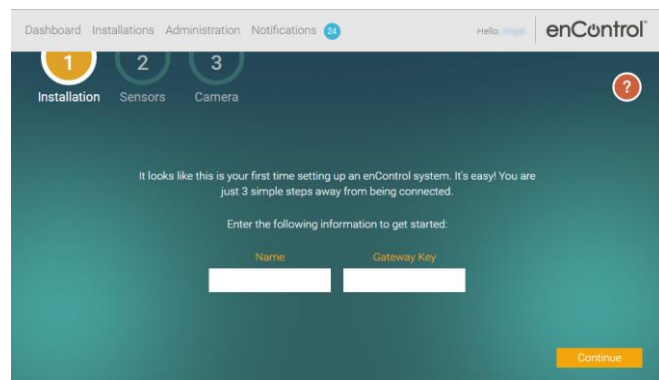 Dashboard Installations Administration Notifications 24
Hello,
enControl™
1 2 3
Installation Sensors Camera
?
It looks like this is your first time setting up an enControl system. It's easy! You are
just 3 simple steps away from being connected.
Enter the following information to get started:
Name Gateway Key
Continue